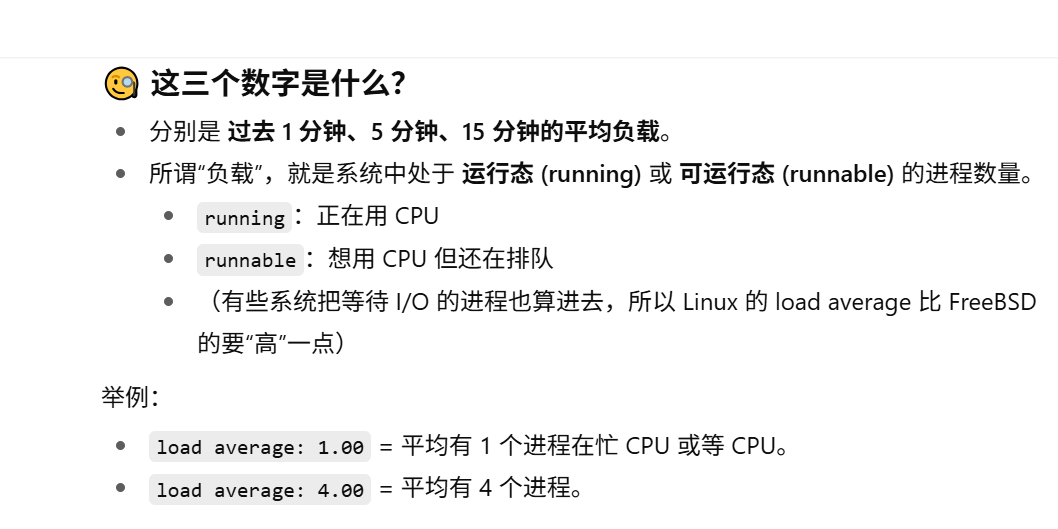 🧐 这三个数字是什么？
• 分别是 过去 1 分钟、5 分钟、15 分钟的平均负载。
• 所谓“负载”，就是系统中处于 运行态 (running) 或 可运行态 (runnable) 的进程数量。
• running：正在用 CPU
• runnable：想用 CPU 但还在排队
• （有些系统把等待 I/O 的进程也算进去，所以 Linux 的 load average 比 FreeBSD
的要“高”一点）
举例：
• load average: 1.00 = 平均有 1 个进程在忙 CPU 或等 CPU。
• load average: 4.00 = 平均有 4 个进程。